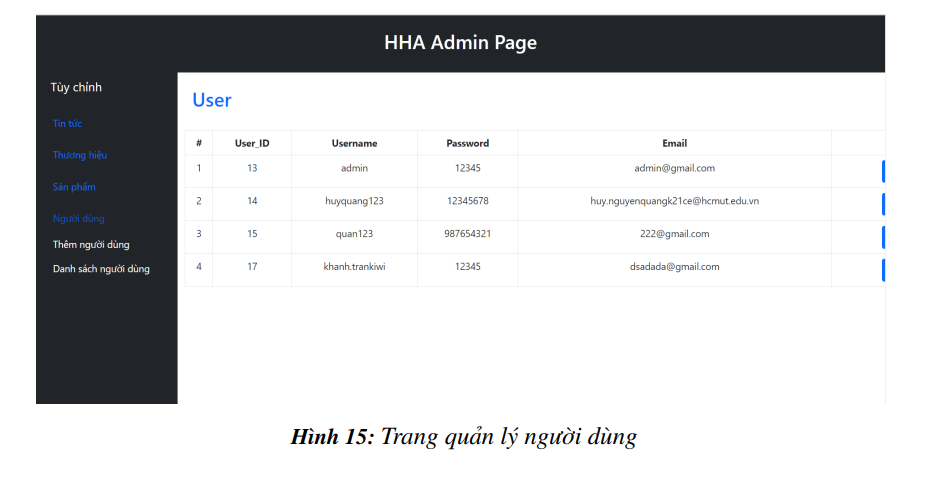 HHA Admin Page
Tùy chỉnh
Tin tức
Thương hiệu
Sản phẩm
Người dùng
Thêm người dùng
Danh sách người dùng
User
# User_ID Username Password Email
1 13 admin 12345 admin@gmail.com
2 14 huyquang123 12345678 huy.nguyenquangk21ce@hcmut.edu.vn
3 15 quan123 987654321 222@gmail.com
4 17 khanh.trankiwi 12345 dsadada@gmail.com
Hình 15: Trang quản lý người dùng